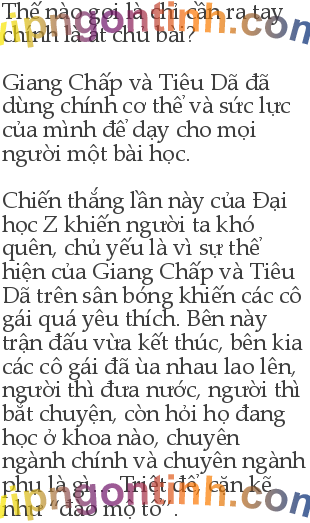 Thế nào gọi là chỉ cần ra tay
chính là át chủ bài?
Giang Chấp và Tiêu Dã đã
dùng chính cơ thể và sức lực
của mình để dạy cho mọi
người một bài học.
Chiến thắng lần này của Đại
học Z khiến người ta khó
quên, chủ yếu là vì sự thể
hiện của Giang Chấp và Tiêu
Dã trên sân bóng khiến các cô
gái quá yêu thích. Bên này
trận đấu vừa kết thúc, bên kia
các cô gái đã ùa nhau lao lên,
người thì đưa nước, người thì
bắt chuyện, còn hỏi họ đang
học ở khoa nào, chuyên
ngành chính và chuyên ngành
phụ là gì… Triệt để, cặn kẽ
như “đào mộ tổ”.
vipngontinh.com
vipngontinh.com